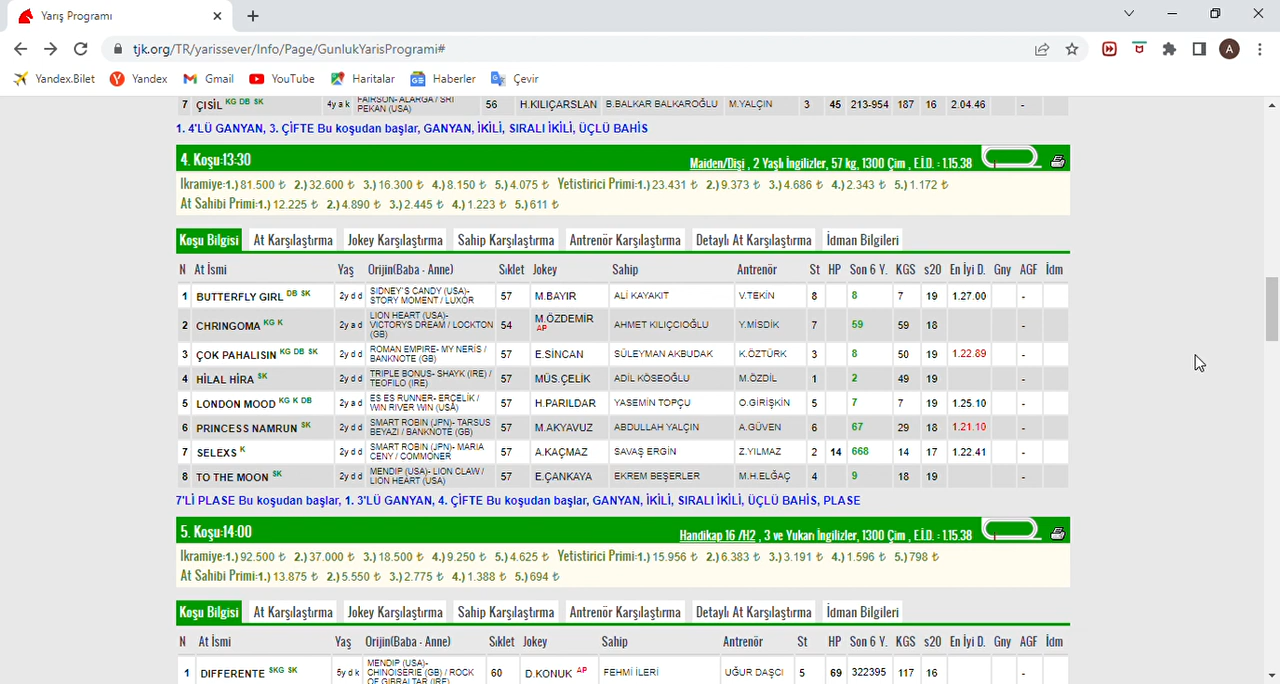 Yarış Programı
tjk.org/TR/yarissever/Info/Page/GunlukYarisProgrami#
A
Yandex.Bilet Yandex Gmail YouTube Haritalar Haberler Çevir
7 ÇISIL KG DB SK 4y a k FAIRSON- ALARGA / SRI PEKAN (USA) 56 H.KILIÇARSLAN B.BALKAR BALKAROĞLU M.YALÇIN 3 45 213-954 187 16 2.04.46 -
1. 4'LÜ GANYAN, 3. ÇİFTE Bu koşudan başlar, GANYAN, İKİLİ, SIRALI İKİLİ, ÜÇLÜ BAHİS
4. Koşu:13:30 Maiden/Dişi , 2 Yaşlı İngilizler, 57 kg, 1300 Çim , E.İ.D. : 1.15.38
İkramiye:1.) 81.500 ₺ 2.) 32.600 ₺ 3.) 16.300 ₺ 4.) 8.150 ₺ 5.) 4.075 ₺ Yetistirici Primi:1.) 23.431 ₺ 2.) 9.373 ₺ 3.) 4.686 ₺ 4.) 2.343 ₺ 5.) 1.172 ₺
At Sahibi Primi:1.) 12.225 ₺ 2.) 4.890 ₺ 3.) 2.445 ₺ 4.) 1.223 ₺ 5.) 611 ₺
Koşu Bilgisi At Karşılaştırma Jokey Karşılaştırma Sahip Karşılaştırma Antrenör Karşılaştırma Detaylı At Karşılaştırma İdman Bilgileri
N At İsmi Yaş Orijin(Baba - Anne) Sıklet Jokey Sahip Antrenör St HP Son 6 Y. KGS s20 En İyi D. Gny AGF İdm
1 BUTTERFLY GIRL DB SK 2y d d SIDNEY'S CANDY (USA)- STORY MOMENT / LUXOR 57 M.BAYIR ALİ KAYAKIT V.TEKİN 8 8 7 19 1.27.00 -
2 CHRINGOMA KG K 2y a d LION HEART (USA)- VICTORYS DREAM / LOCKTON (GB) 54 M.ÖZDEMİR AP AHMET KILIÇCIOĞLU Y.MİSDİK 7 59 59 18 -
3 ÇOK PAHALISIN KG DB SK 2y d d ROMAN EMPIRE- MY NERİS / BANKNOTE (GB) 57 E.SİNCAN SÜLEYMAN AKBUDAK K.ÖZTÜRK 3 8 50 19 1.22.89 -
4 HİLAL HİRA SK 2y d d TRIPLE BONUS- SHAYK (IRE) / TEOFILO (IRE) 57 MÜS.ÇELİK ADİL KÖSEOĞLU M.ÖZDİL 1 2 49 19 -
5 LONDON MOOD KG K DB 2y a d ES ES RUNNER- ERÇELİK / WIN RIVER WIN (USA) 57 H.PARILDAR YASEMİN TOPÇU O.GİRİŞKİN 5 7 7 19 1.25.10 -
6 PRINCESS NAMRUN SK 2y d d SMART ROBIN (JPN)- TARSUS BEYAZI / BANKNOTE (GB) 57 M.AKYAVUZ ABDULLAH YALÇIN A.GÜVEN 6 67 29 18 1.21.10 -
7 SELEXS K 2y d d SMART ROBIN (JPN)- MARIA CENY / COMMONER 57 A.KAÇMAZ SAVAŞ ERGİN Z.YILMAZ 2 14 668 14 17 1.22.41 -
8 TO THE MOON SK 2y d d MENDIP (USA)- LION CLAW / LION HEART (USA) 57 E.ÇANKAYA EKREM BEŞERLER M.H.ELĞAÇ 4 9 18 19 -
7'Lİ PLASE Bu koşudan başlar, 1. 3'LÜ GANYAN, 4. ÇİFTE Bu koşudan başlar, GANYAN, İKİLİ, SIRALI İKİLİ, ÜÇLÜ BAHİS, PLASE
5. Koşu:14:00 Handikap 16 /H2 , 3 ve Yukarı İngilizler, 1300 Çim , E.İ.D. : 1.15.38
İkramiye:1.) 92.500 ₺ 2.) 37.000 ₺ 3.) 18.500 ₺ 4.) 9.250 ₺ 5.) 4.625 ₺ Yetistirici Primi:1.) 15.956 ₺ 2.) 6.383 ₺ 3.) 3.191 ₺ 4.) 1.596 ₺ 5.) 798 ₺
At Sahibi Primi:1.) 13.875 ₺ 2.) 5.550 ₺ 3.) 2.775 ₺ 4.) 1.388 ₺ 5.) 694 ₺
Koşu Bilgisi At Karşılaştırma Jokey Karşılaştırma Sahip Karşılaştırma Antrenör Karşılaştırma Detaylı At Karşılaştırma İdman Bilgileri
N At İsmi Yaş Orijin(Baba - Anne) Sıklet Jokey Sahip Antrenör St HP Son 6 Y. KGS s20 En İyi D. Gny AGF İdm
1 DIFFERENTE SKG SK 5y d k MENDIP (USA)- CHINOISERIE (GB) / ROCK OF GIBRALTAR (IRE) 60 D.KONUK AP FEHMİ İLERİ UĞUR DAŞCI 5 69 322395 117 16 -